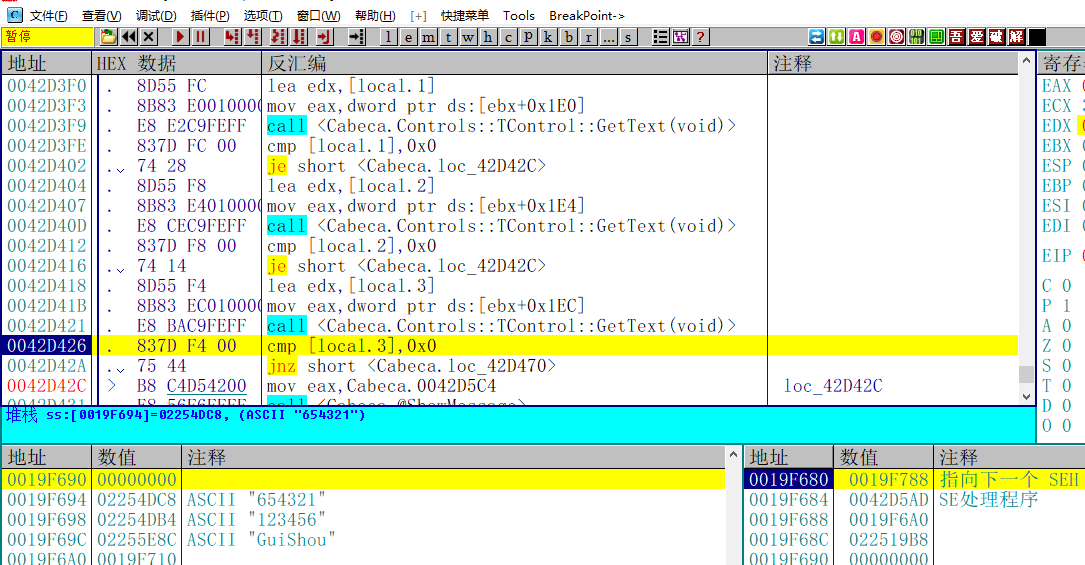 文件(F) 查看(V) 调试(D) 插件(P) 选项(T) 窗口(W) 帮助(H) [+] 快捷菜单 Tools BreakPoint->
暂停 l e m t w h c p k b r ... s ? A 吾 爱 破 解
地址 HEX 数据 反汇编 注释 寄存
0042D3F0 . 8D55 FC lea edx,[local.1] EAX
0042D3F3 . 8B83 E0010000 mov eax,dword ptr ds:[ebx+0x1E0] ECX
0042D3F9 . E8 E2C9FEFF call <Cabeca.Controls::TControl::GetText(void)> EDX
0042D3FE . 837D FC 00 cmp [local.1],0x0 EBX
0042D402 . 74 28 je short <Cabeca.loc_42D42C> ESP
0042D404 . 8D55 F8 lea edx,[local.2] EBP
0042D407 . 8B83 E4010000 mov eax,dword ptr ds:[ebx+0x1E4] ESI
0042D40D . E8 CEC9FEFF call <Cabeca.Controls::TControl::GetText(void)> EDI
0042D412 . 837D F8 00 cmp [local.2],0x0
0042D416 . 74 14 je short <Cabeca.loc_42D42C> EIP
0042D418 . 8D55 F4 lea edx,[local.3] C 0
0042D41B . 8B83 EC010000 mov eax,dword ptr ds:[ebx+0x1EC] P 1
0042D421 . E8 BAC9FEFF call <Cabeca.Controls::TControl::GetText(void)> A 0
0042D426 . 837D F4 00 cmp [local.3],0x0 Z 0
0042D42A . 75 44 jnz short <Cabeca.loc_42D470> S 0
0042D42C > B8 C4D54200 mov eax,Cabeca.0042D5C4 loc_42D42C T 0
0042D431 . E8 56F6FFFF call <Cabeca.@ShowMessage> D 0
堆栈 ss:[0019F694]=02254DC8, (ASCII "654321") O 0
地址 数值 注释 地址 数值 注释
0019F690 00000000 0019F680 0019F788 指向下一个 SEH
0019F694 02254DC8 ASCII "654321" 0019F684 0042D5AD SE处理程序
0019F698 02254DB4 ASCII "123456" 0019F688 0019F6A0
0019F69C 02255E8C ASCII "GuiShou" 0019F68C 022519B8
0019F6A0 0019F710 0019F690 00000000